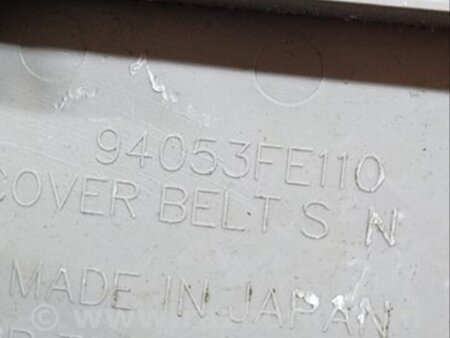 94053FE110
COVER BELT S N
MADE IN JAPAN